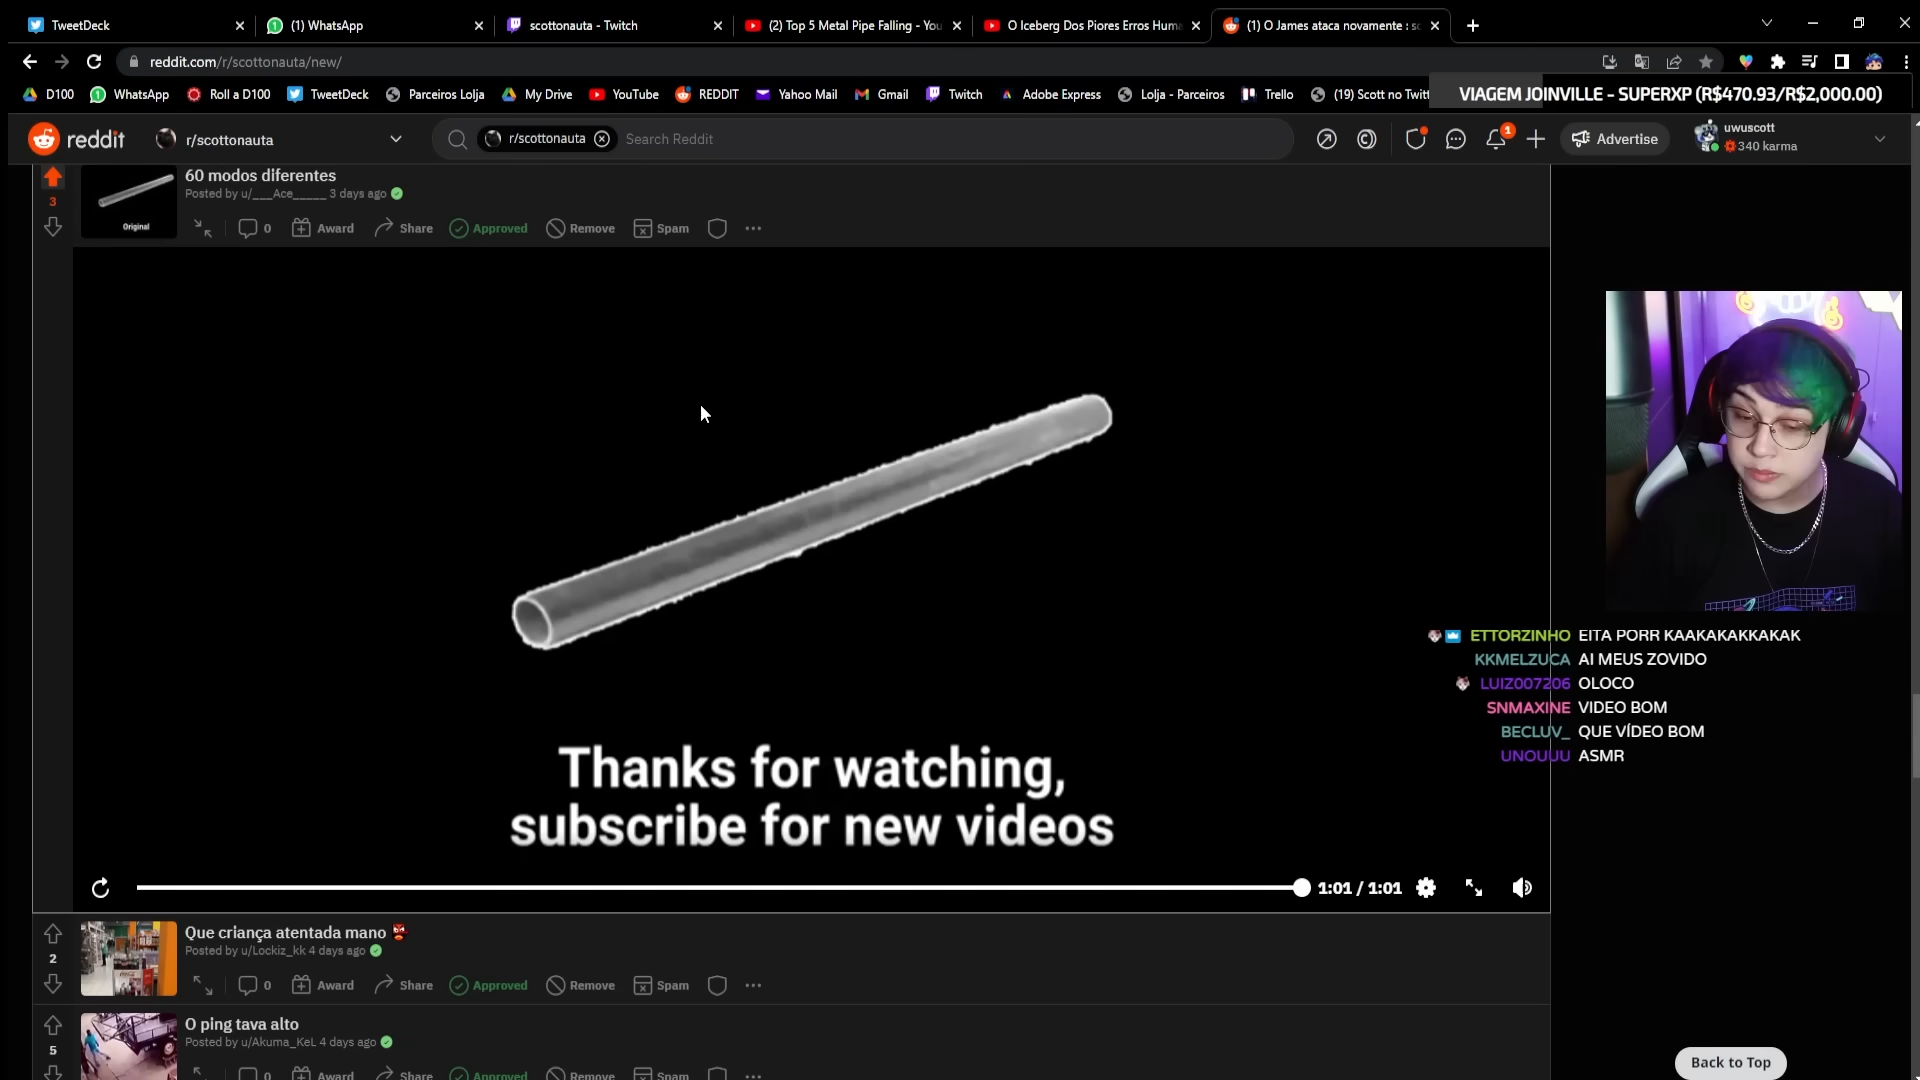 TweetDeck
(1) WhatsApp
scottonauta - Twitch
(2) Top 5 Metal Pipe Falling - You
O Iceberg Dos Piores Erros Huma
(1) O James ataca novamente : sc
reddit.com/r/scottonauta/new/
D100
WhatsApp
Roll a D100
TweetDeck
Parceiros Lolja
My Drive
YouTube
REDDIT
Yahoo Mail
Gmail
Twitch
Adobe Express
Lolja - Parceiros
Trello
(19) Scott no Twitt
VIAGEM JOINVILLE - SUPERXP (R$470.93/R$2,000.00)
reddit
r/scottonauta
r/scottonauta
Search Reddit
1
Advertise
uwuscott
340 karma
3
Original
60 modos diferentes
Posted by u/___Ace_____ 3 days ago
0
Award
Share
Approved
Remove
Spam
Thanks for watching,
subscribe for new videos
1:01 / 1:01
ETTORZINHO EITA PORR KAAKAKAKKAKAK
KKMELZUCA AI MEUS ZOVIDO
LUIZ007206 OLOCO
SNMAXINE VIDEO BOM
BECLUV_ QUE VÍDEO BOM
UNOUUU ASMR
2
Que criança atentada mano
Posted by u/Lockiz_kk 4 days ago
0
Award
Share
Approved
Remove
Spam
5
O ping tava alto
Posted by u/Akuma_KeL 4 days ago
0
Award
Share
Approved
Remove
Spam
Back to Top